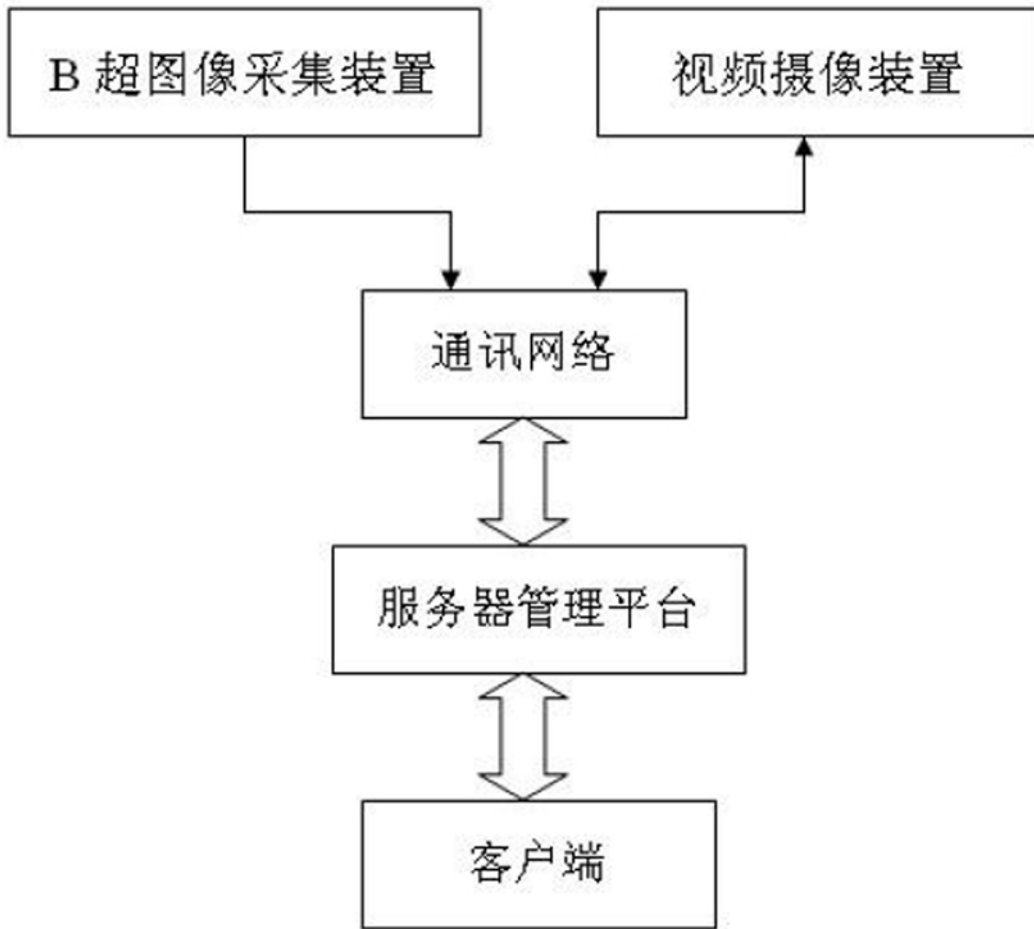 B 超图像采集装置
视频摄像装置
通讯网络
服务器管理平台
客户端